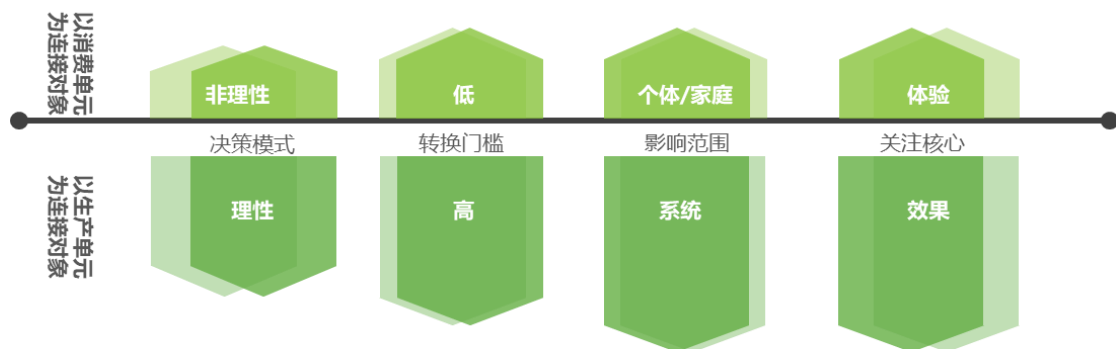 以消费单元
为连接对象
非理性
低
个体/家庭
体验
决策模式
转换门槛
影响范围
关注核心
以生产单元
为连接对象
理性
高
系统
效果